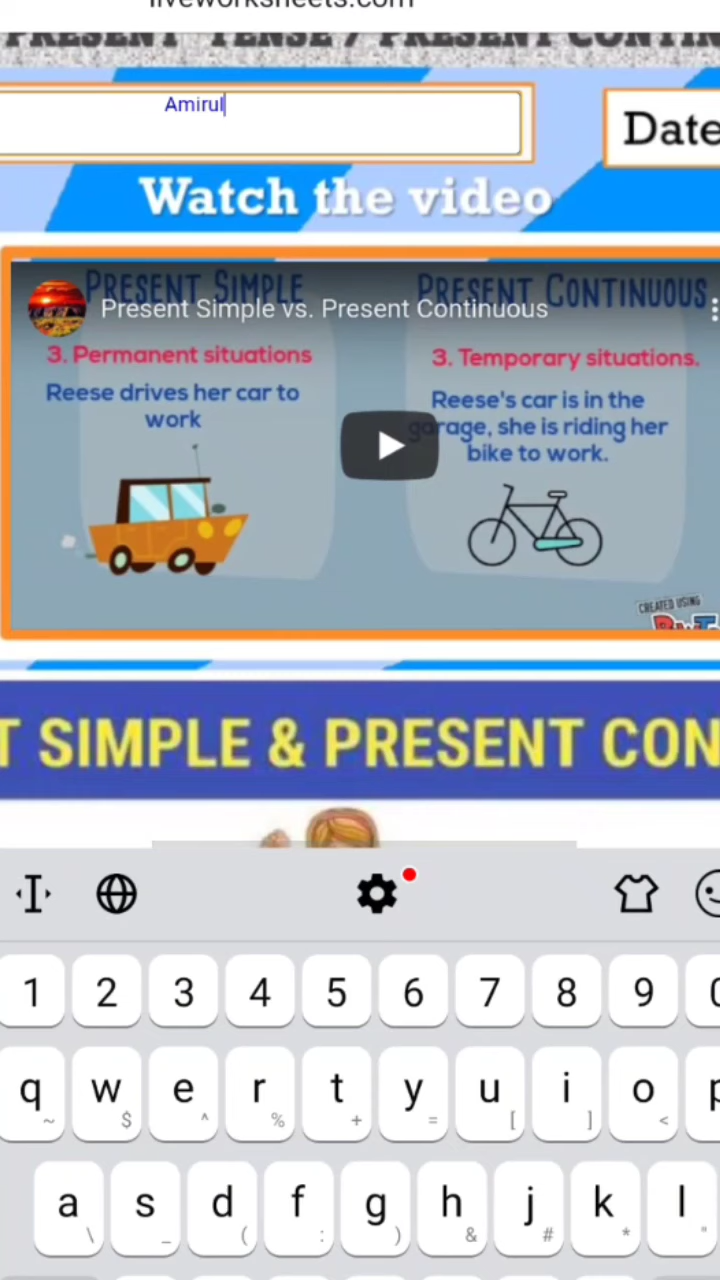 liveworksheets.com
PRESENT TENSE / PRESENT CONTIN
Amirul
Date
Watch the video
PRESENT SIMPLE
PRESENT CONTINUOUS
Present Simple vs. Present Continuous
3. Permanent situations
Reese drives her car to
work
3. Temporary situations.
Reese's car is in the
garage, she is riding her
bike to work.
CREATED USING
T SIMPLE & PRESENT CON
1 2 3 4 5 6 7 8 9 0
q w e r t y u i o p
~ $ ^ % + = [ ] <
a s d f g h j k l
\ _ ( : ) & # * "